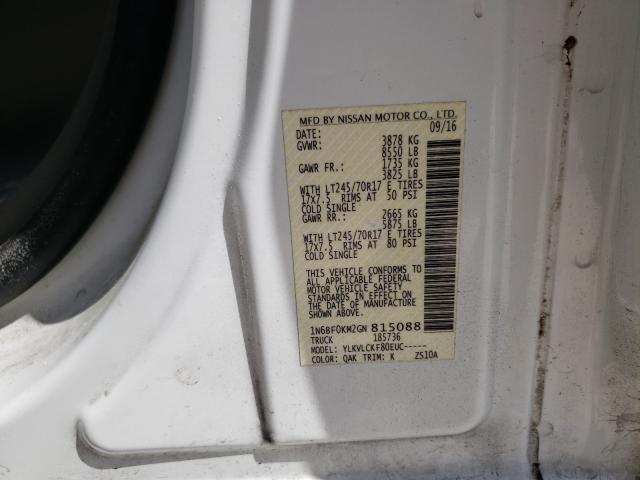 MFD BY NISSAN MOTOR CO., LTD.
DATE: 09/16
GVWR: 3878 KG
8550 LB
GAWR FR.: 1735 KG
3825 LB
WITH LT245/70R17 E TIRES
17X7.5 RIMS AT 50 PSI
COLD SINGLE
GAWR RR.: 2665 KG
5875 LB
WITH LT245/70R17 E TIRES
17X7.5 RIMS AT 80 PSI
COLD SINGLE
THIS VEHICLE CONFORMS TO
ALL APPLICABLE FEDERAL
MOTOR VEHICLE SAFETY
STANDARDS IN EFFECT ON
THE DATE OF MANUFACTURE
SHOWN ABOVE.
1N6BF0KM2GN815088
TRUCK 185736
MODEL: YLKVLCKF80EUC-----
COLOR: QAK TRIM: K ZS10A